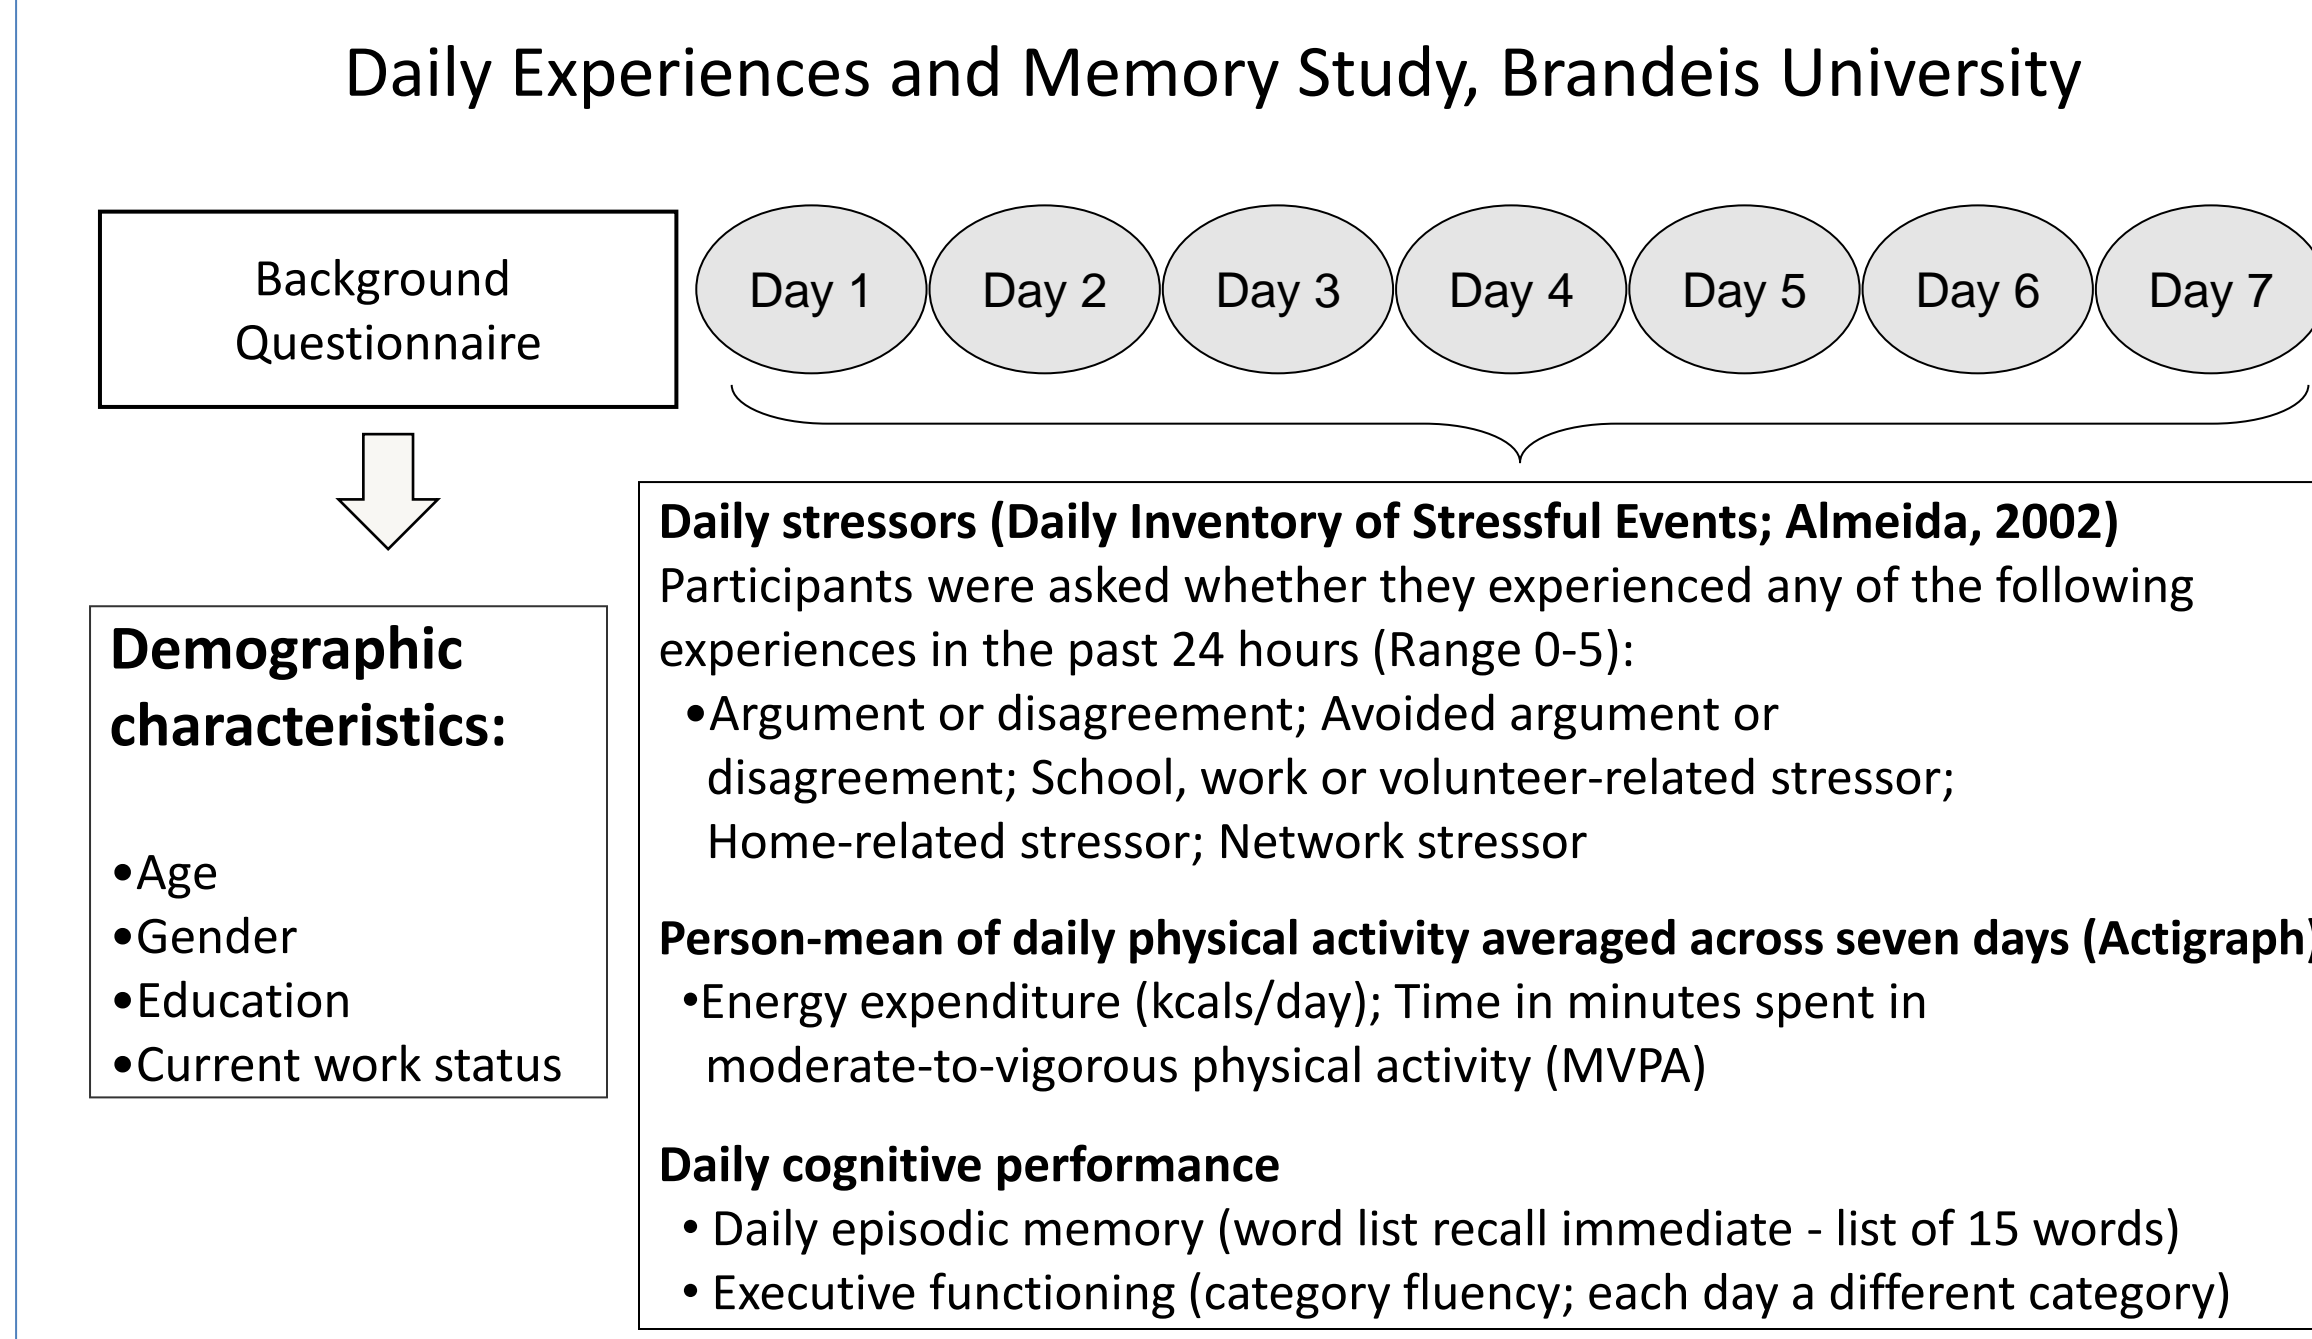 Daily Experiences and Memory Study, Brandeis University
Background
Questionnaire
Day 1
Day 2
Day 3
Day 4
Day 5
Day 6
Day 7
Demographic
characteristics:
•Age
•Gender
•Education
•Current work status
Daily stressors (Daily Inventory of Stressful Events; Almeida, 2002)
Participants were asked whether they experienced any of the following
experiences in the past 24 hours (Range 0-5):
•Argument or disagreement; Avoided argument or
disagreement; School, work or volunteer-related stressor;
Home-related stressor; Network stressor
Person-mean of daily physical activity averaged across seven days (Actigraph)
•Energy expenditure (kcals/day); Time in minutes spent in
moderate-to-vigorous physical activity (MVPA)
Daily cognitive performance
• Daily episodic memory (word list recall immediate - list of 15 words)
• Executive functioning (category fluency; each day a different category)